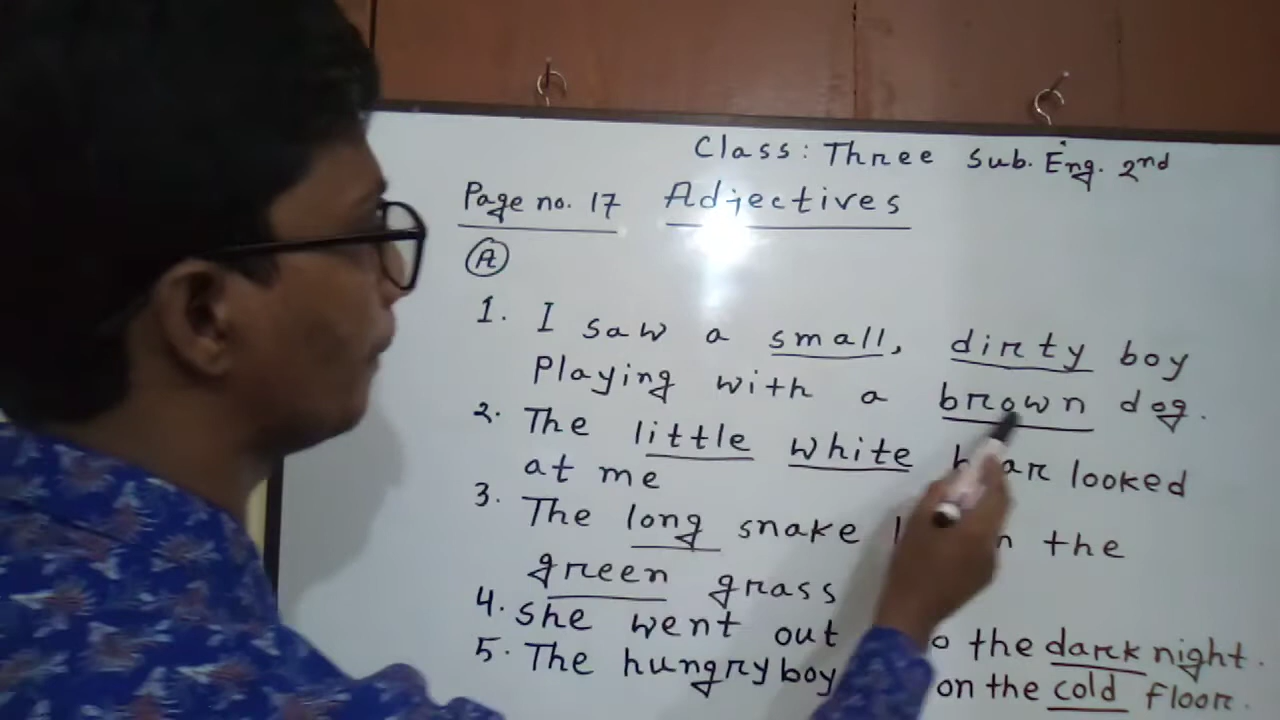 Class: Three Sub. Eng. 2nd
Page no. 17 Adjectives
A
1. I saw a small, dirty boy
Playing with a brown dog.
2. The little white looked
at me
3. The long snake the
green grass
4. she went out the dark night.
5. The hungry boy on the cold floor.